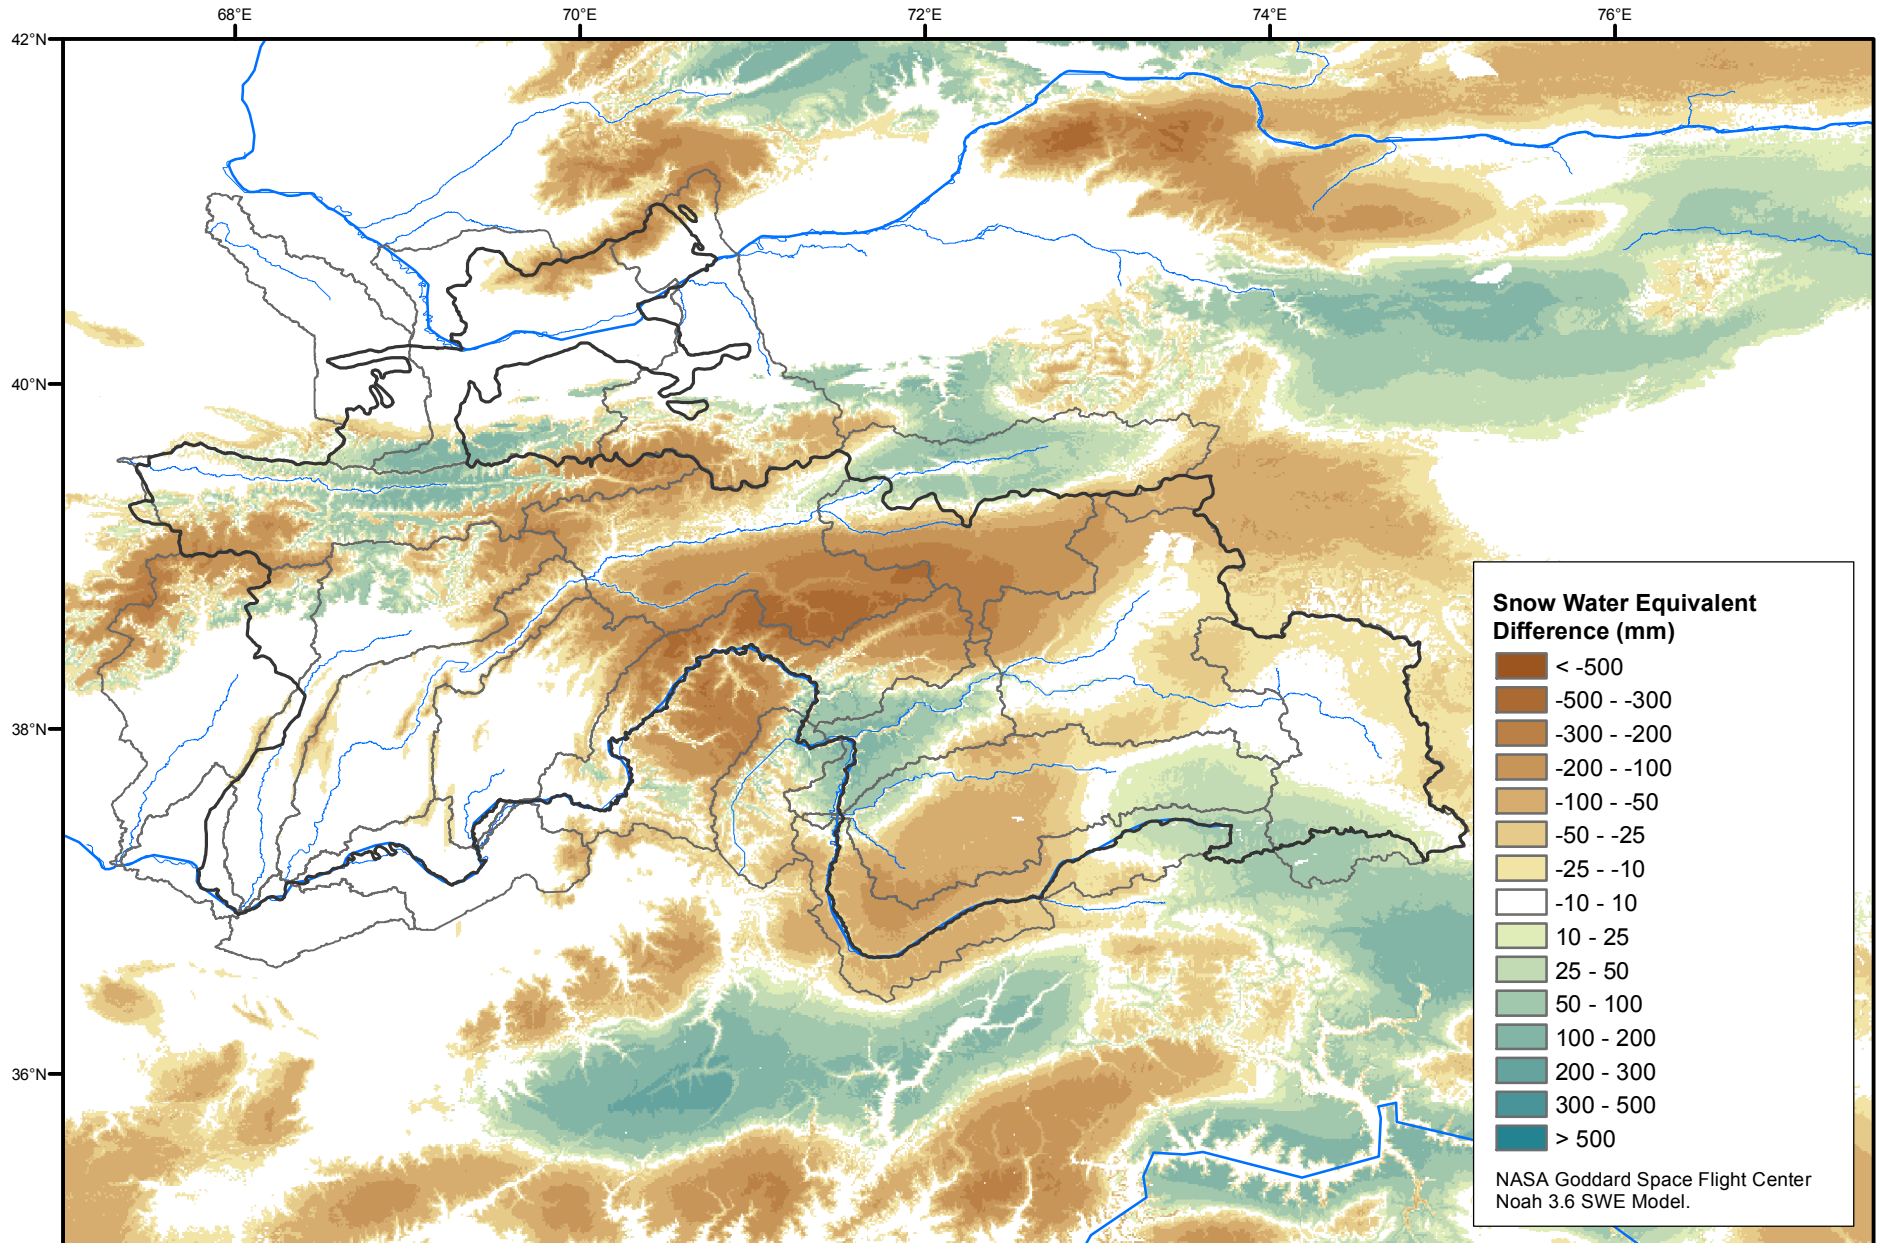 68°E 70°E 72°E 74°E 76°E
42°N
40°N
38°N
36°N
Snow Water Equivalent
Difference (mm)
< -500
-500 - -300
-300 - -200
-200 - -100
-100 - -50
-50 - -25
-25 - -10
-10 - 10
10 - 25
25 - 50
50 - 100
100 - 200
200 - 300
300 - 500
> 500
NASA Goddard Space Flight Center
Noah 3.6 SWE Model.